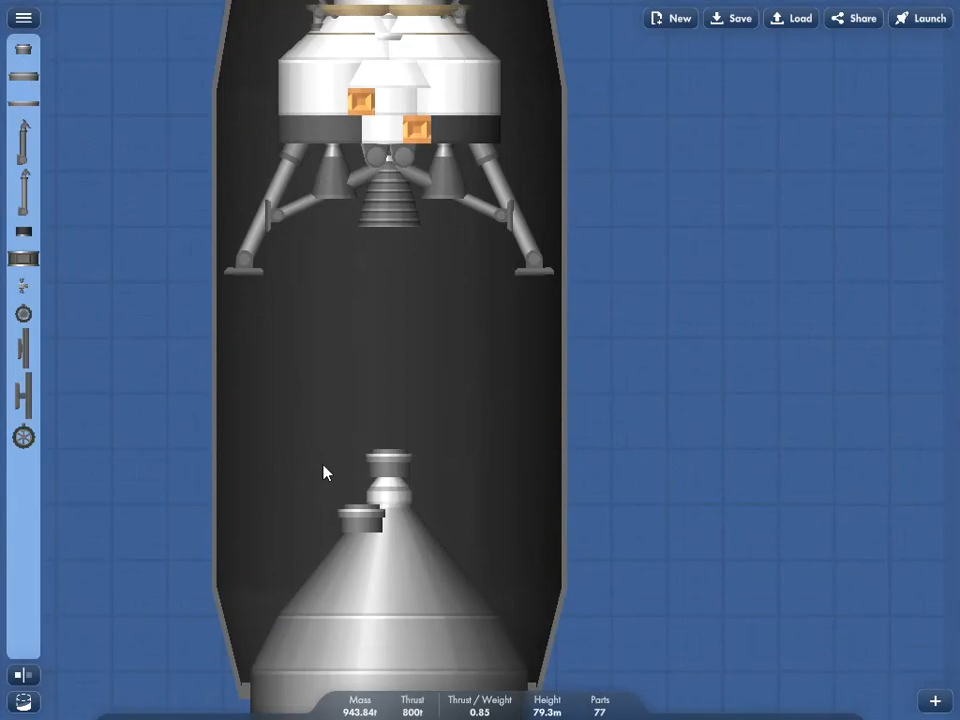 New Save Load Share Launch
Mass Thrust Thrust / Weight Height Parts
943.84t 800t 0.85 79.3m 77